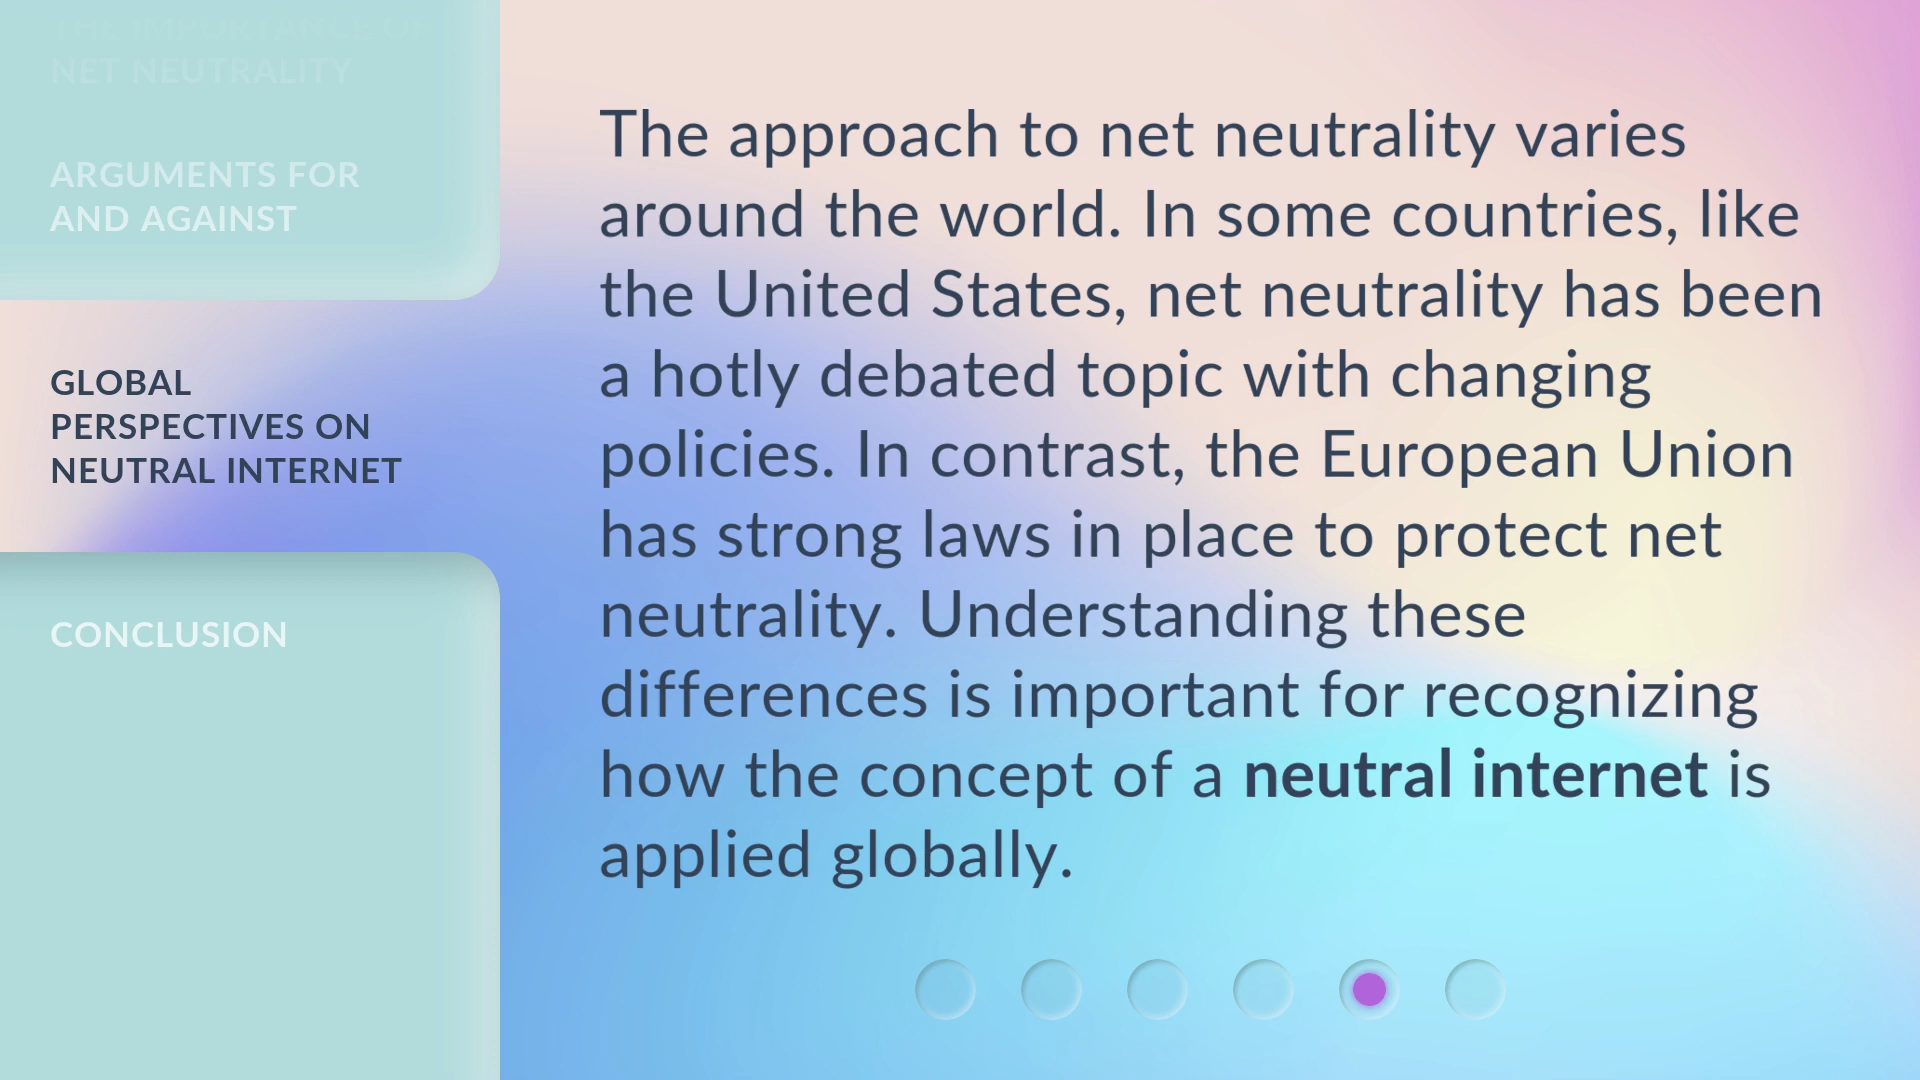 THE IMPORTANCE OF
NET NEUTRALITY
ARGUMENTS FOR
AND AGAINST
GLOBAL
PERSPECTIVES ON
NEUTRAL INTERNET
CONCLUSION
The approach to net neutrality varies
around the world. In some countries, like
the United States, net neutrality has been
a hotly debated topic with changing
policies. In contrast, the European Union
has strong laws in place to protect net
neutrality. Understanding these
differences is important for recognizing
how the concept of a neutral internet is
applied globally.